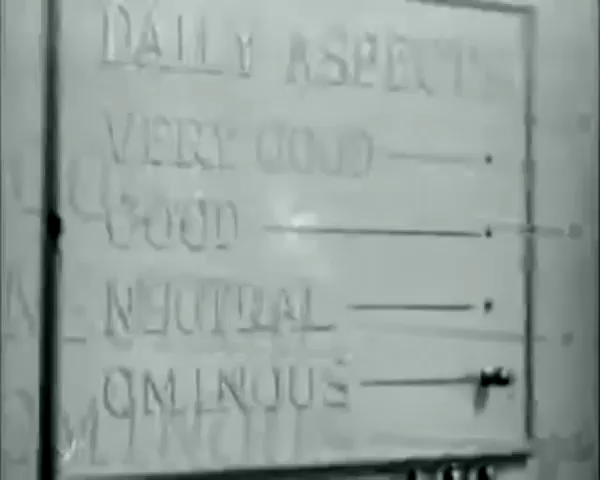 DAILY ASPECTS
VERY GOOD
GOOD
NEUTRAL
OMINOUS